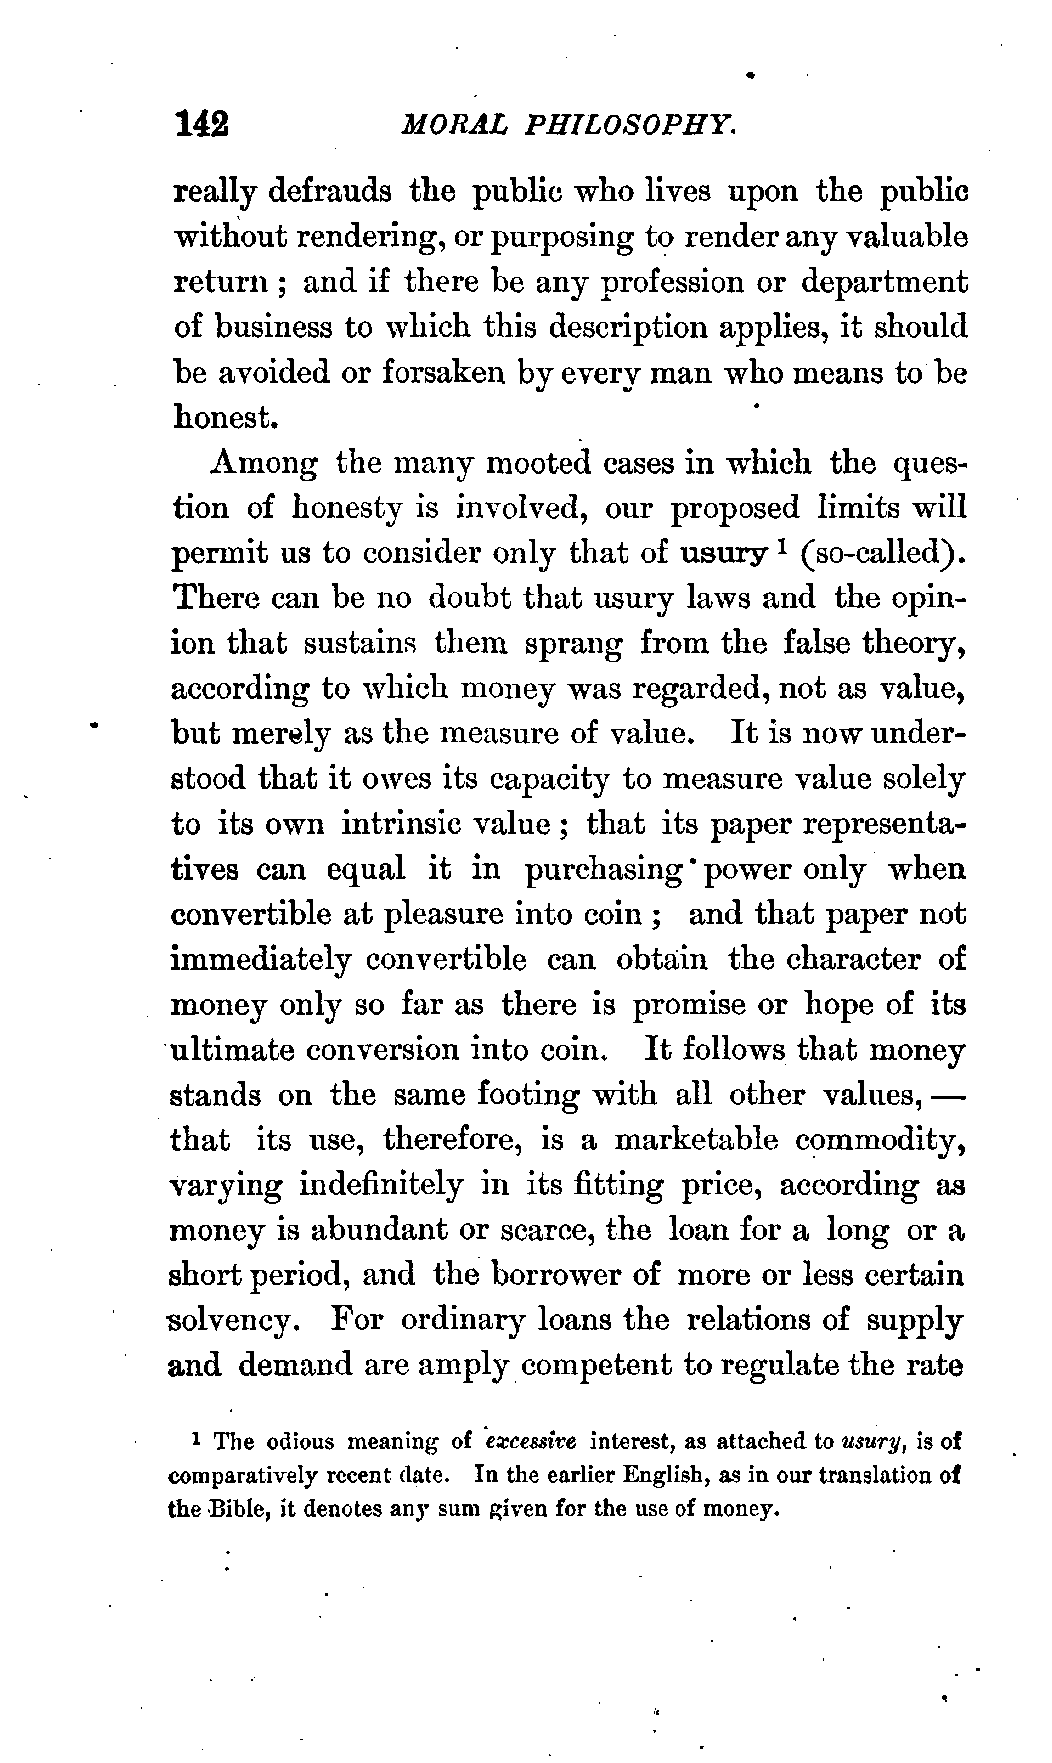 142 MORAL PHILOSOPHY.
really defrauds the public who lives upon the public
without rendering, or purposing to render any valuable
return ; and if there be any profession or department
of business to which this description applies, it should
be avoided or forsaken by every man who means to be
honest.
Among the many mooted cases in which the ques-
tion of honesty is involved, our proposed limits will
permit us to consider only that of usury ¹ (so-called).
There can be no doubt that usury laws and the opin-
ion that sustains them sprang from the false theory,
according to which money was regarded, not as value,
but merely as the measure of value. It is now under-
stood that it owes its capacity to measure value solely
to its own intrinsic value ; that its paper representa-
tives can equal it in purchasing power only when
convertible at pleasure into coin ; and that paper not
immediately convertible can obtain the character of
money only so far as there is promise or hope of its
ultimate conversion into coin. It follows that money
stands on the same footing with all other values, —
that its use, therefore, is a marketable commodity,
varying indefinitely in its fitting price, according as
money is abundant or scarce, the loan for a long or a
short period, and the borrower of more or less certain
solvency. For ordinary loans the relations of supply
and demand are amply competent to regulate the rate
¹ The odious meaning of excessive interest, as attached to usury, is of
comparatively recent date. In the earlier English, as in our translation of
the Bible, it denotes any sum given for the use of money.